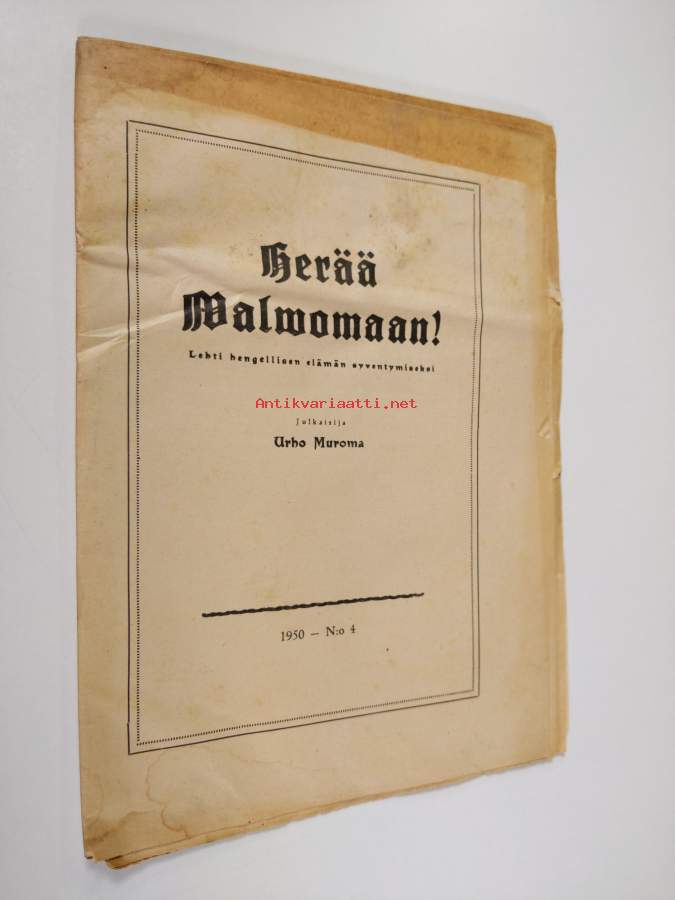 Herää
Walwomaan!
Lehti hengellisen elämän syventymiseksi
Antikvariaatti.net
Julkaisija
Urho Muroma
1950 — N:o 4